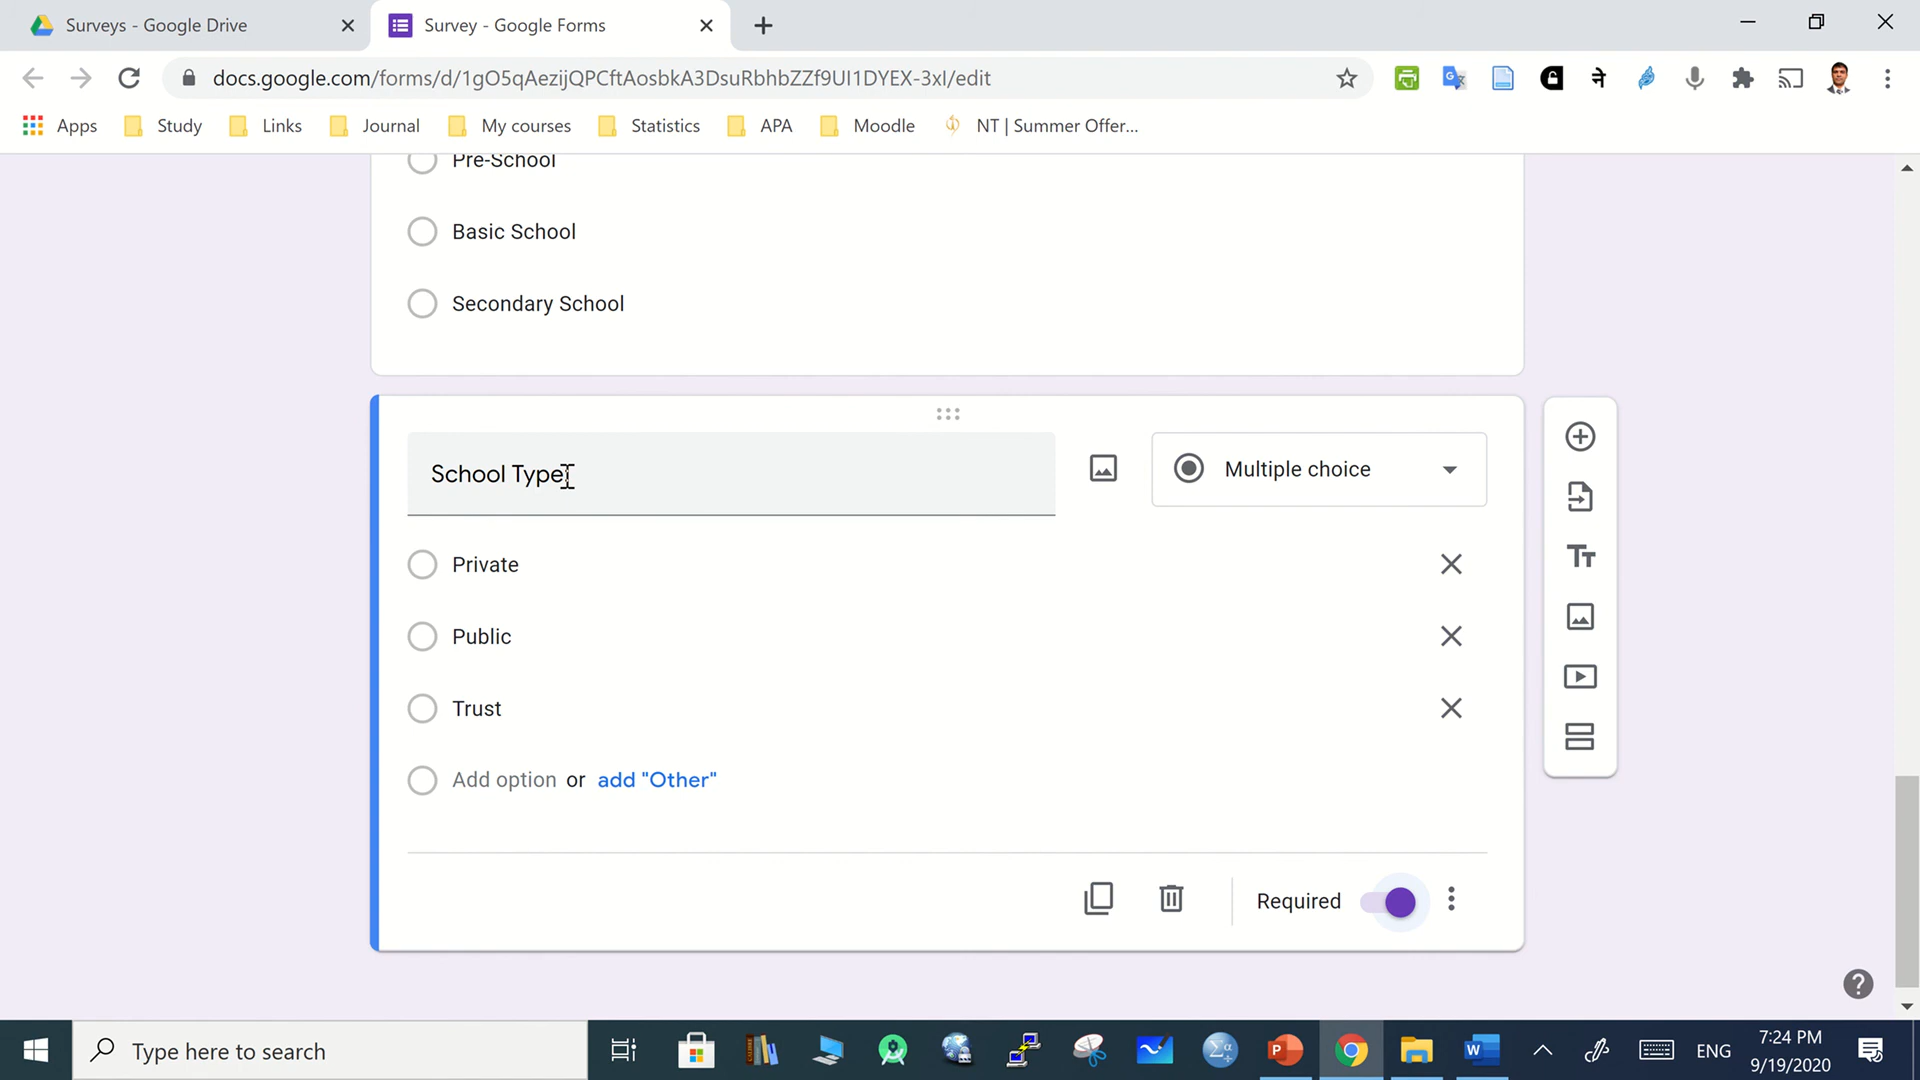 Surveys - Google Drive
Survey - Google Forms
docs.google.com/forms/d/1gO5qAezijQPCftAosbkA3DsuRbhbZZf9UI1DYEX-3xI/edit
Apps
Study
Links
Journal
My courses
Statistics
APA
Moodle
NT | Summer Offer...
Pre-School
Basic School
Secondary School
School Type
Multiple choice
Private
Public
Trust
Add option or add "Other"
Required
Type here to search
ENG
7:24 PM
9/19/2020